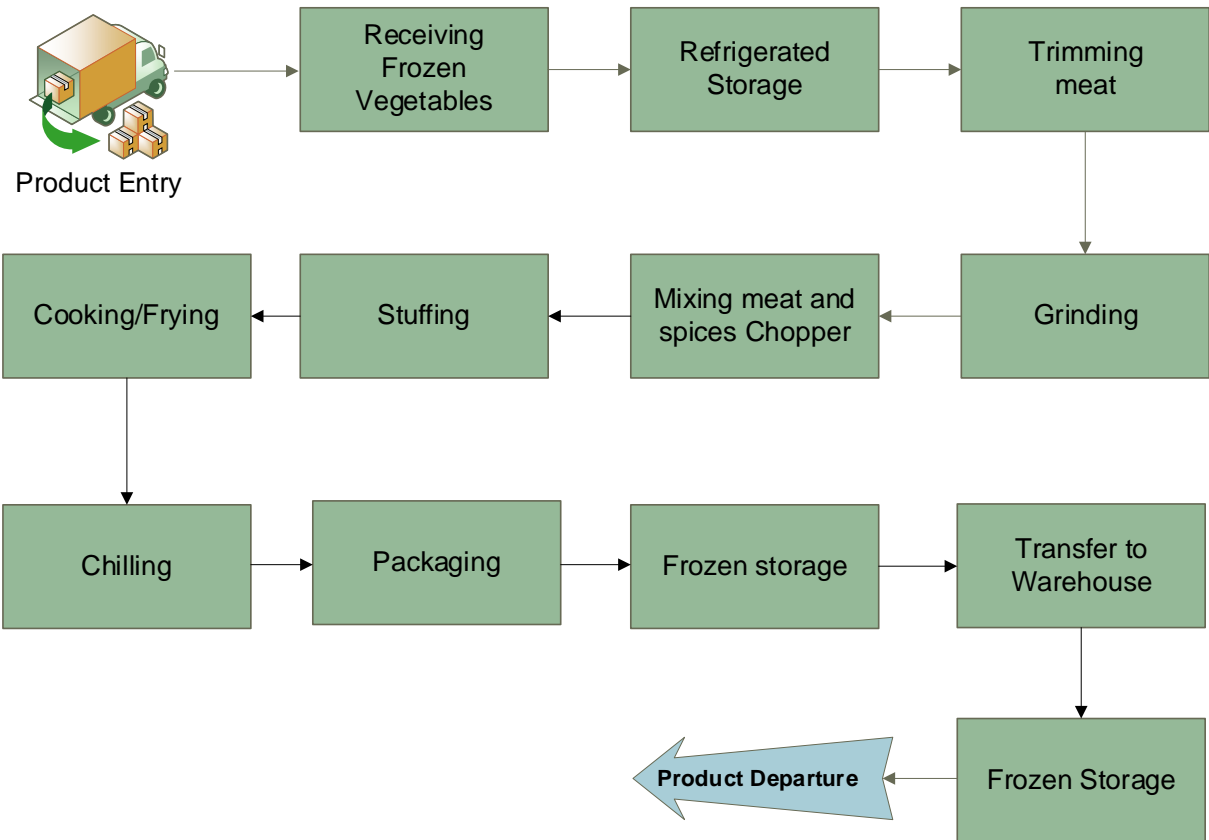 Product Entry
Receiving
Frozen
Vegetables
Refrigerated
Storage
Trimming
meat
Grinding
Mixing meat and
spices Chopper
Stuffing
Cooking/Frying
Chilling
Packaging
Frozen storage
Transfer to
Warehouse
Frozen Storage
Product Departure